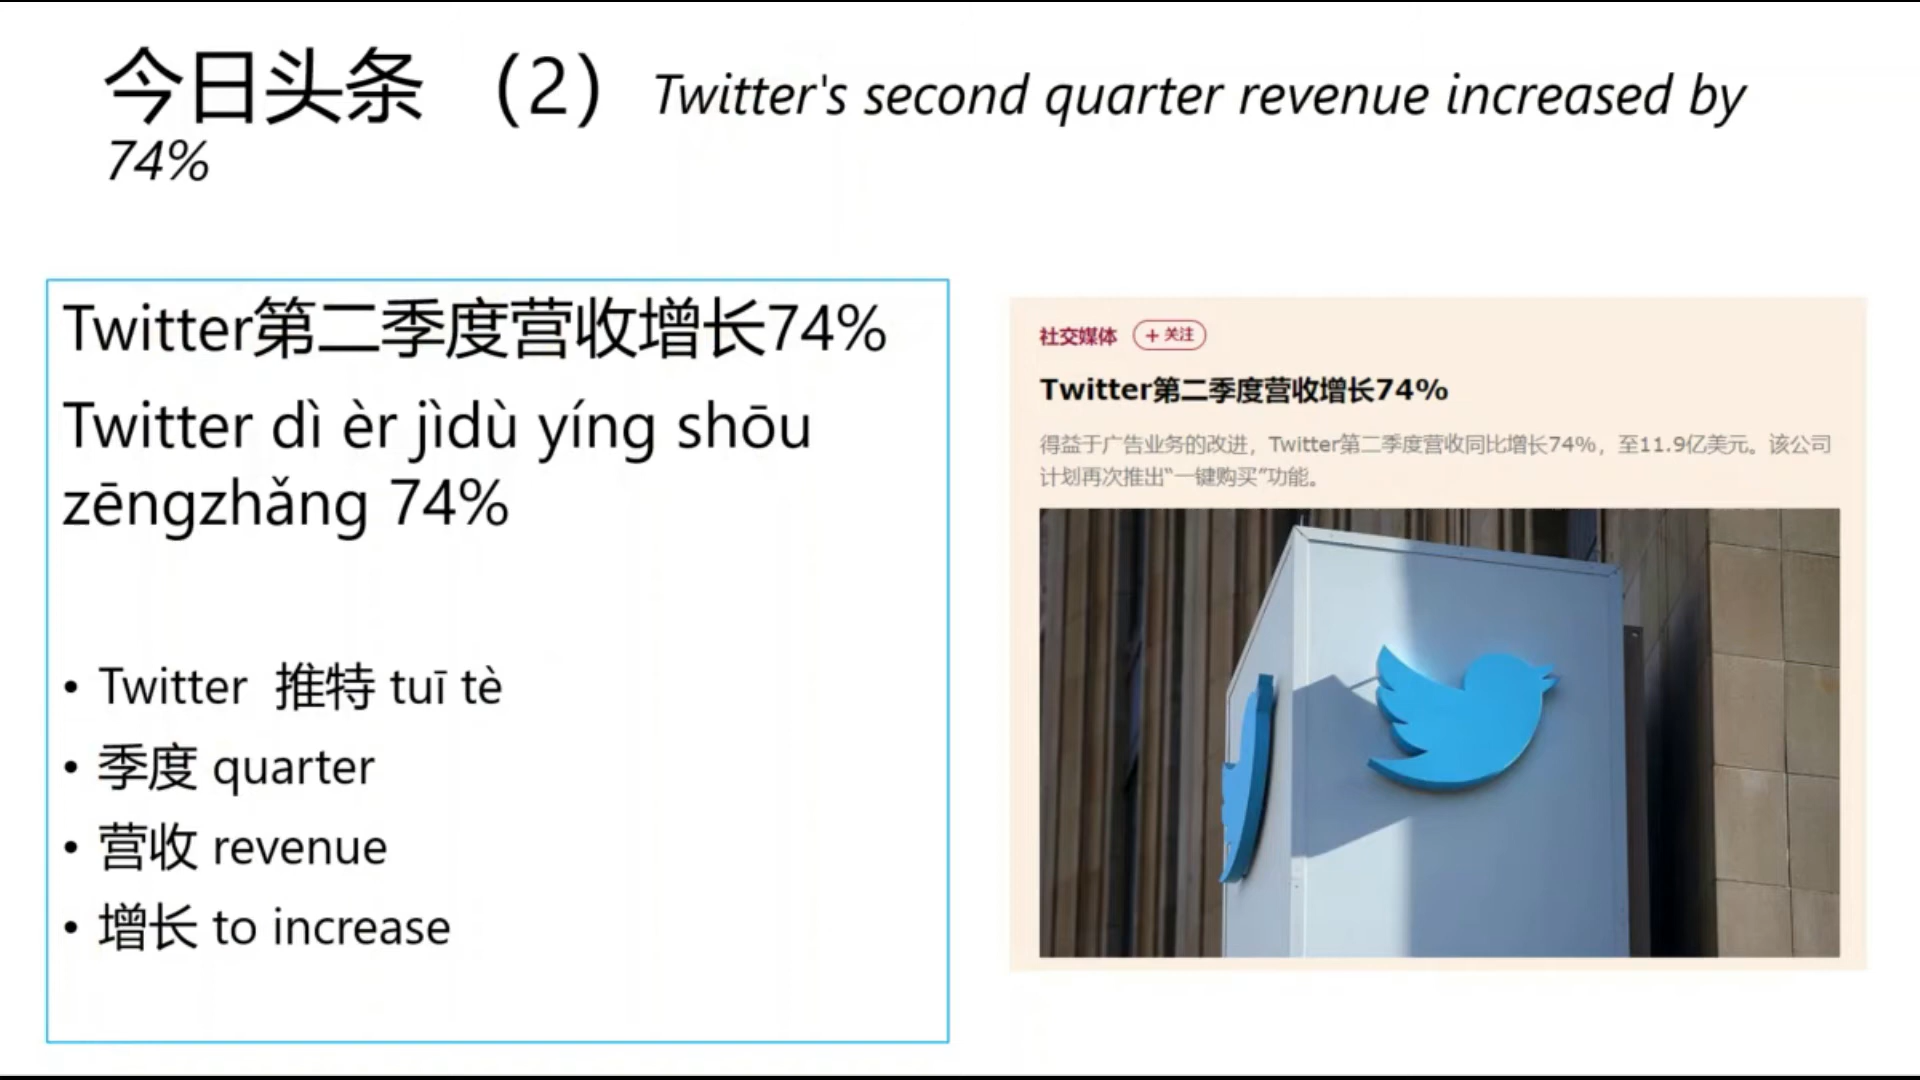 今日头条 （2） Twitter's second quarter revenue increased by
74%
Twitter第二季度营收增长74%
Twitter dì èr jìdù yíng shōu
zēngzhǎng 74%
• Twitter 推特 tuī tè
• 季度 quarter
• 营收 revenue
• 增长 to increase
社交媒体 + 关注
Twitter第二季度营收增长74%
得益于广告业务的改进，Twitter第二季度营收同比增长74%，至11.9亿美元。该公司
计划再次推出“一键购买”功能。